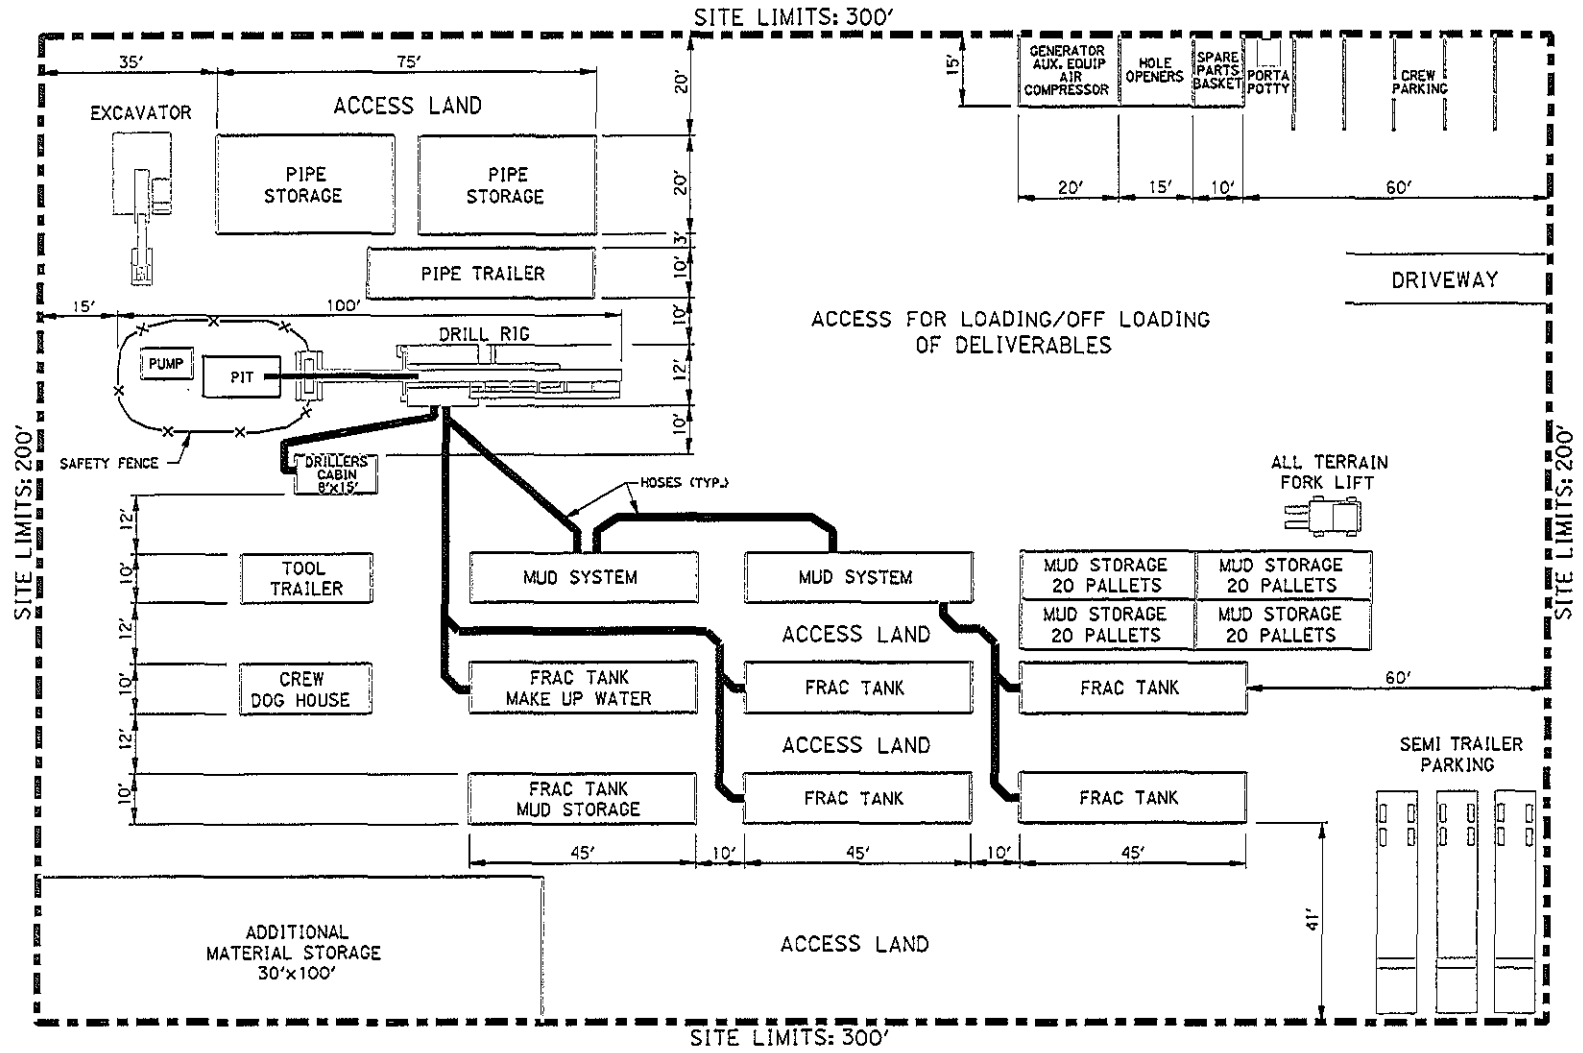 SITE LIMITS: 300'
35'
75'
20'
15'
GENERATOR
AUX. EQUIP
AIR
COMPRESSOR
HOLE
OPENERS
SPARE
PARTS
BASKET
PORTA
POTTY
CREW
PARKING
EXCAVATOR
ACCESS LAND
PIPE
STORAGE
PIPE
STORAGE
20'
20'
15'
10'
60'
3'
PIPE TRAILER
10'
DRIVEWAY
15'
100'
10'
ACCESS FOR LOADING/OFF LOADING
OF DELIVERABLES
DRILL RIG
PUMP
PIT
12'
10'
SAFETY FENCE
DRILLERS
CABIN
8'x15'
HOSES (TYP.)
ALL TERRAIN
FORK LIFT
SITE LIMITS: 200'
SITE LIMITS: 200'
12'
10'
TOOL
TRAILER
MUD SYSTEM
MUD SYSTEM
MUD STORAGE
20 PALLETS
MUD STORAGE
20 PALLETS
MUD STORAGE
20 PALLETS
MUD STORAGE
20 PALLETS
12'
ACCESS LAND
10'
CREW
DOG HOUSE
FRAC TANK
MAKE UP WATER
FRAC TANK
FRAC TANK
60'
12'
ACCESS LAND
SEMI TRAILER
PARKING
10'
FRAC TANK
MUD STORAGE
FRAC TANK
FRAC TANK
45'
10'
45'
10'
45'
41'
ADDITIONAL
MATERIAL STORAGE
30'x100'
ACCESS LAND
SITE LIMITS: 300'